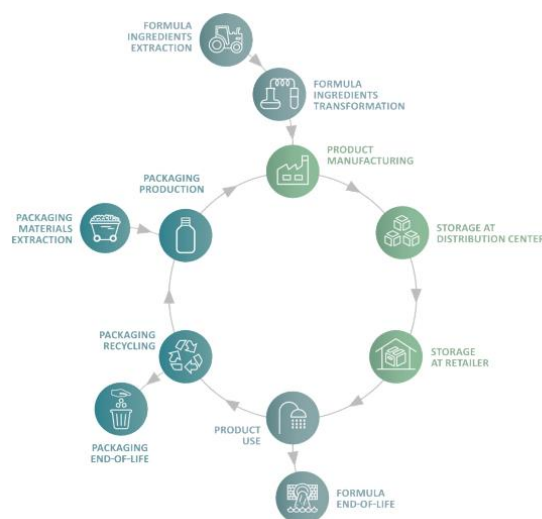 FORMULA
INGREDIENTS
EXTRACTION
FORMULA
INGREDIENTS
TRANSFORMATION
PRODUCT
MANUFACTURING
PACKAGING
PRODUCTION
PACKAGING
MATERIALS
EXTRACTION
STORAGE AT
DISTRIBUTION CENTER
PACKAGING
RECYCLING
STORAGE
AT RETAILER
PACKAGING
END-OF-LIFE
PRODUCT
USE
FORMULA
END-OF-LIFE